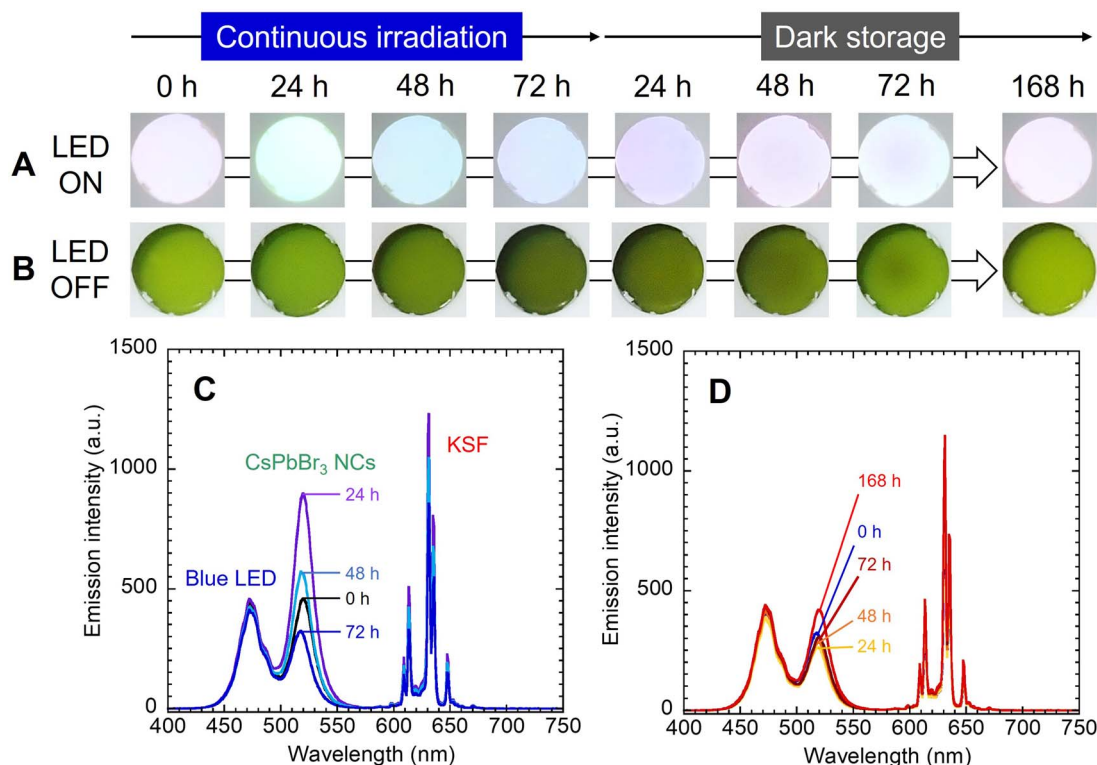 Continuous irradiation
Dark storage
0 h 24 h 48 h 72 h 24 h 48 h 72 h 168 h
A LED
ON
B LED
OFF
C
1500
1000
500
0
Emission intensity (a.u.)
CsPbBr₃ NCs
KSF
Blue LED
24 h
48 h
0 h
72 h
400 450 500 550 600 650 700 750
Wavelength (nm)
D
1500
1000
500
0
Emission intensity (a.u.)
168 h
0 h
72 h
48 h
24 h
400 450 500 550 600 650 700 750
Wavelength (nm)